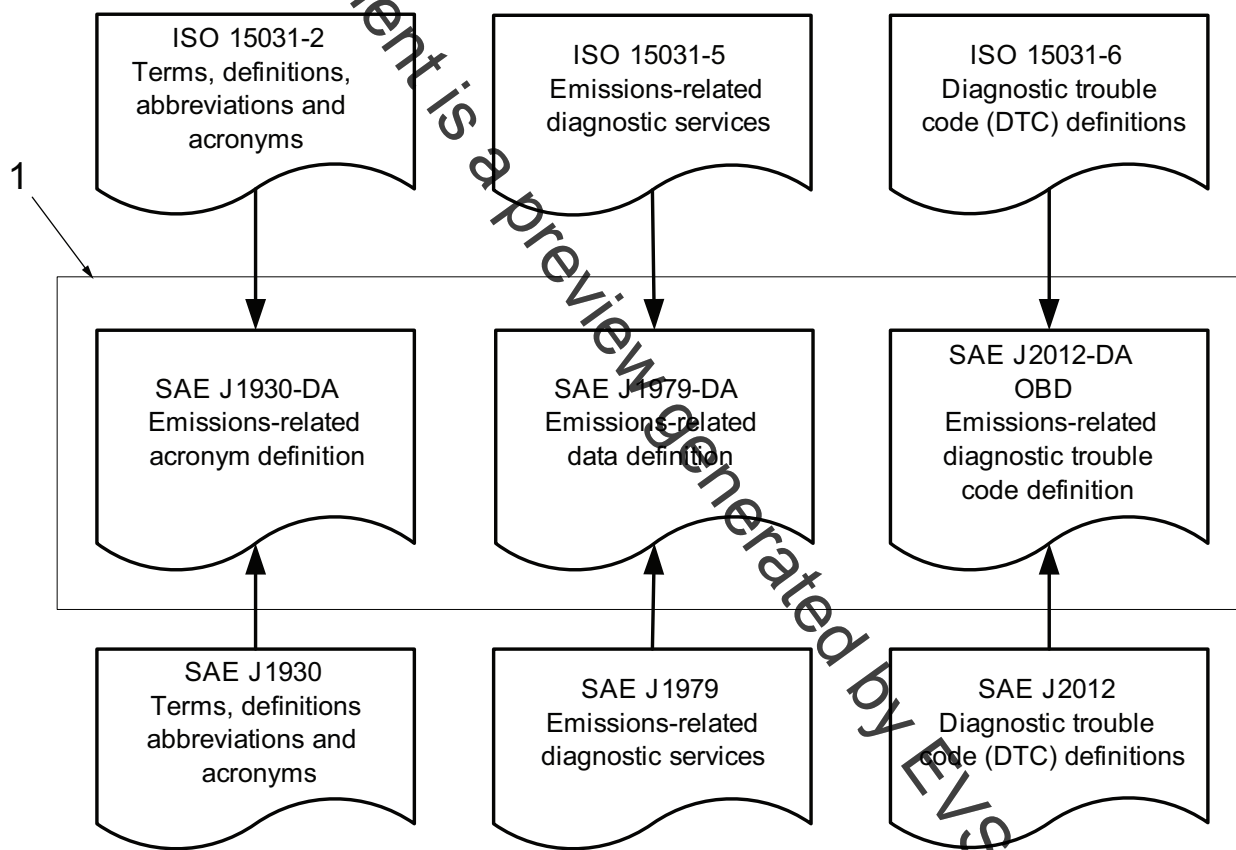 ISO 15031-2
Terms, definitions,
abbreviations and
acronyms
ISO 15031-5
Emissions-related
diagnostic services
ISO 15031-6
Diagnostic trouble
code (DTC) definitions
1
SAE J1930-DA
Emissions-related
acronym definition
SAE J1979-DA
Emissions-related
data definition
SAE J2012-DA
OBD
Emissions-related
diagnostic trouble
code definition
SAE J1930
Terms, definitions
abbreviations and
acronyms
SAE J1979
Emissions-related
diagnostic services
SAE J2012
Diagnostic trouble
code (DTC) definitions
is a preview generated by EVS